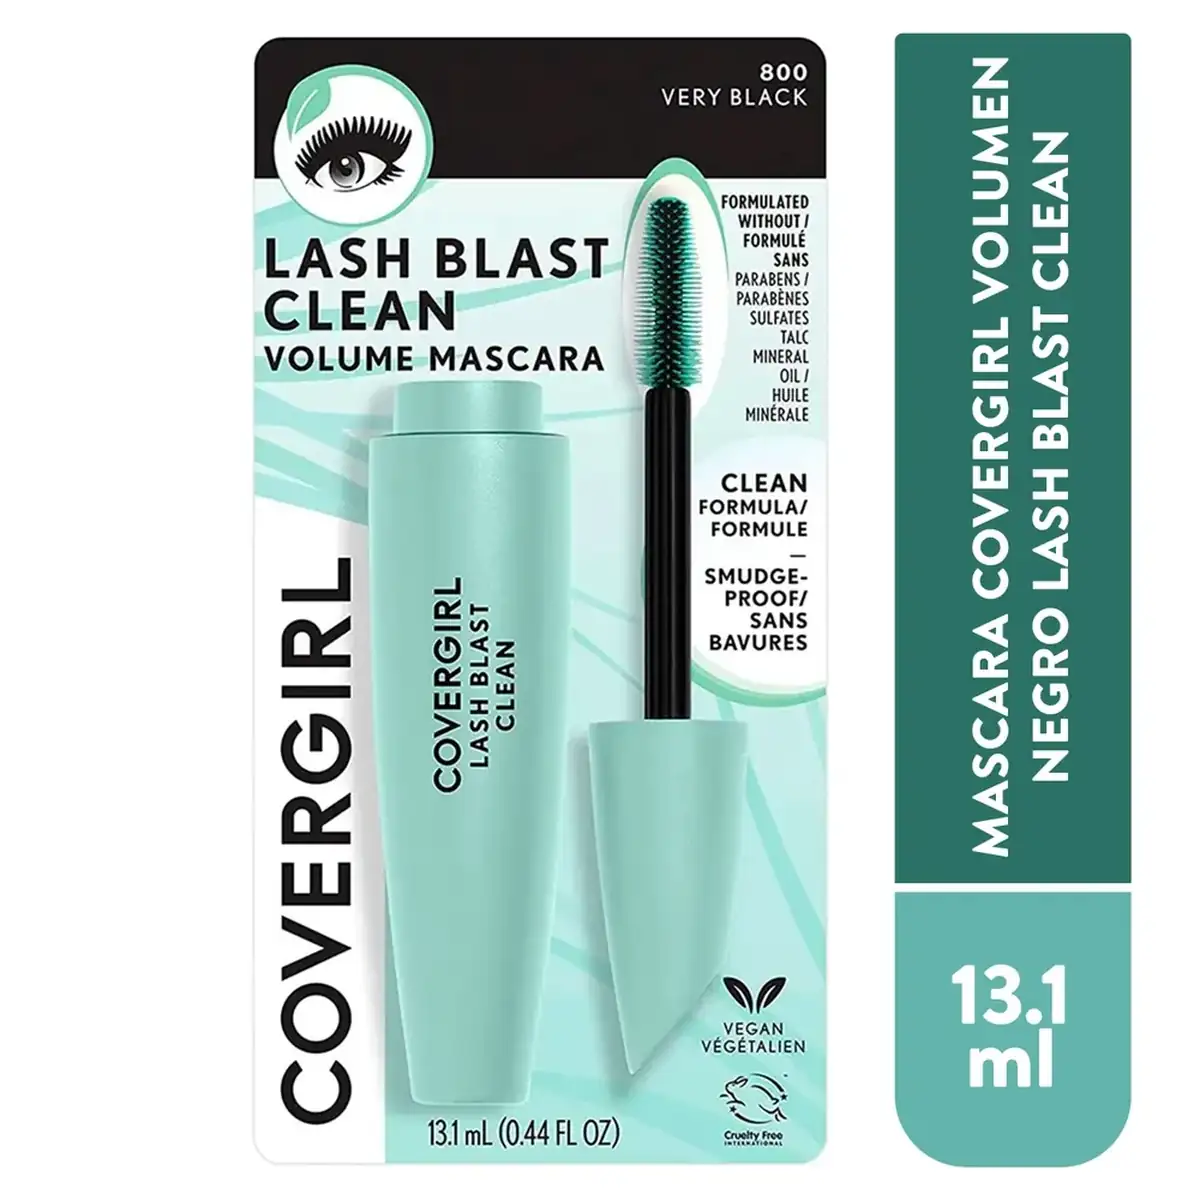 800
VERY BLACK
LASH BLAST
CLEAN
VOLUME MASCARA
FORMULATED
WITHOUT /
FORMULÉ
SANS
PARABENS /
PARABÈNES
SULFATES
TALC
MINERAL
OIL /
HUILE
MINÉRALE
CLEAN
FORMULA/
FORMULE
—
SMUDGE-
PROOF/
SANS
BAVURES
COVERGIRL
COVERGIRL
LASH BLAST
CLEAN
VEGAN
VÉGÉTALIEN
Cruelty Free
INTERNATIONAL
13.1 mL (0.44 FL OZ)
MASCARA COVERGIRL VOLUMEN
NEGRO LASH BLAST CLEAN
13.1
ml